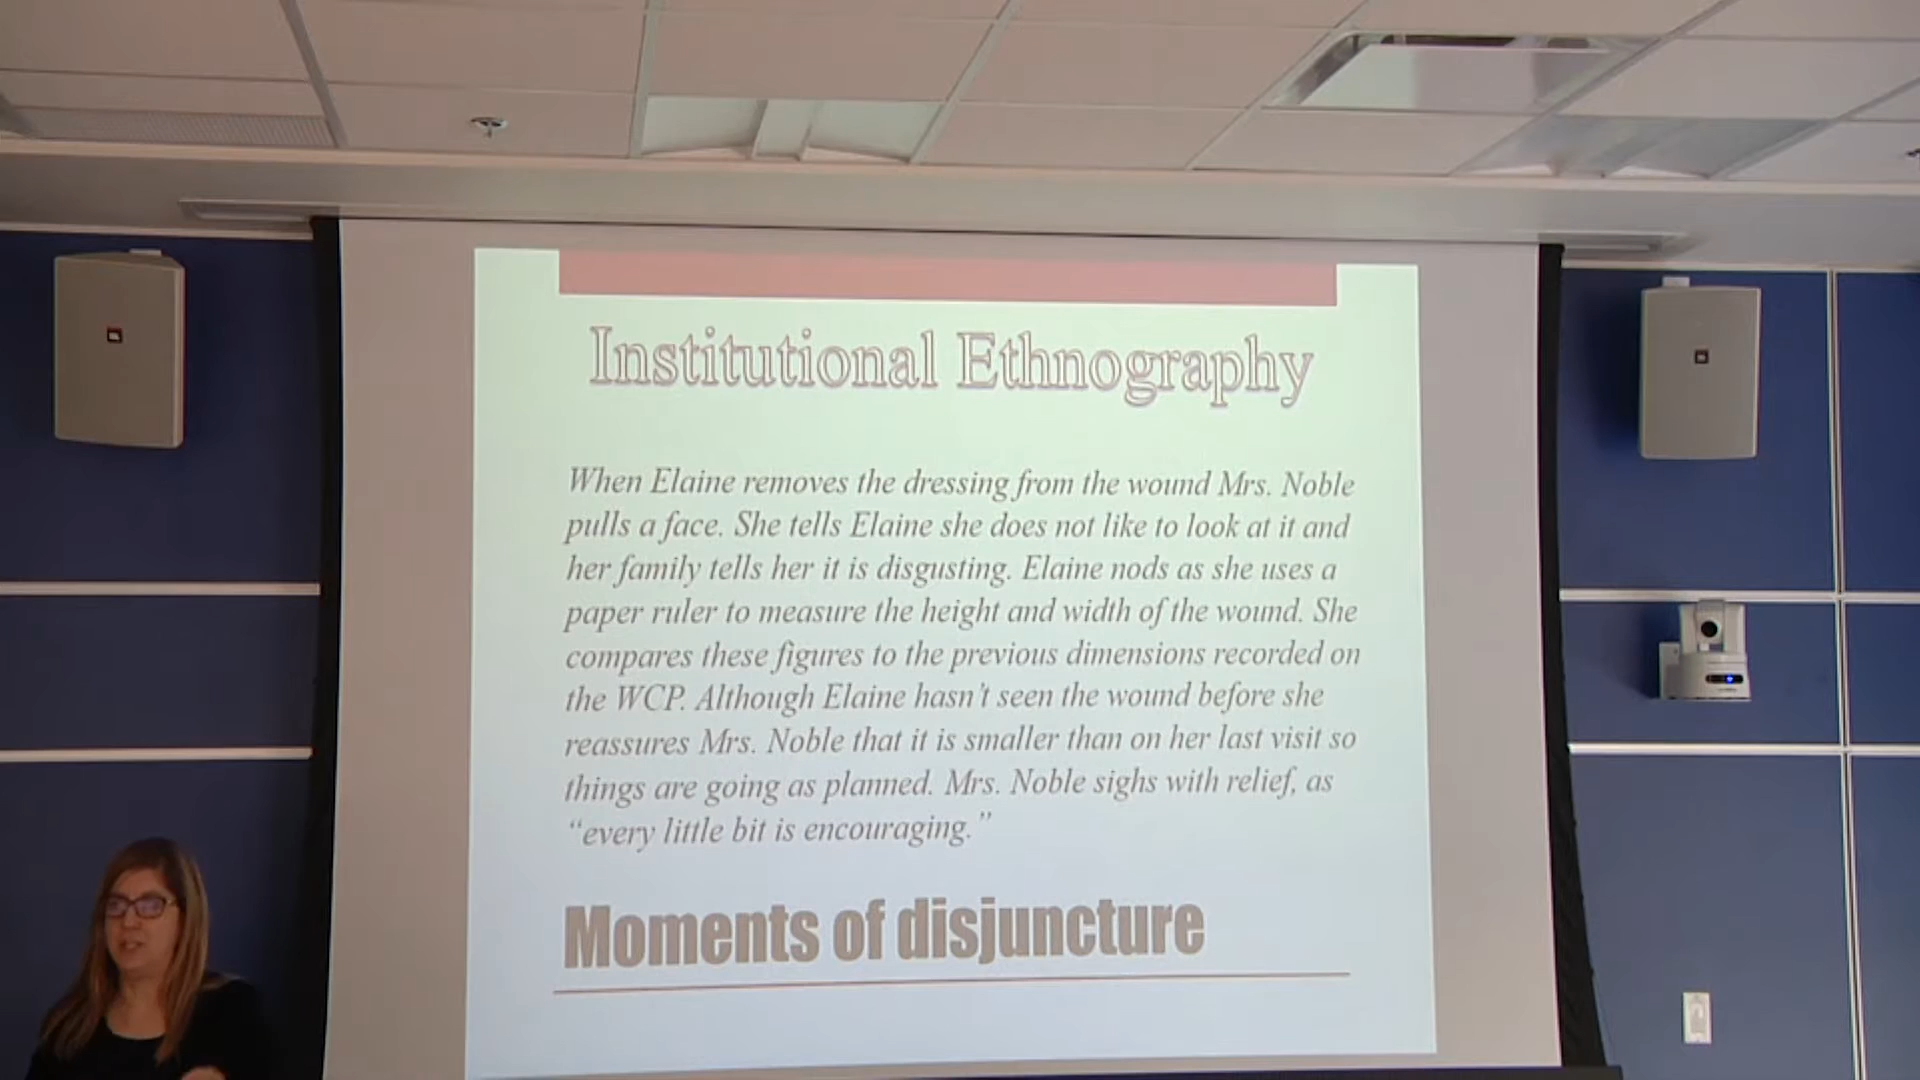 Institutional Ethnography
When Elaine removes the dressing from the wound Mrs. Noble
pulls a face. She tells Elaine she does not like to look at it and
her family tells her it is disgusting. Elaine nods as she uses a
paper ruler to measure the height and width of the wound. She
compares these figures to the previous dimensions recorded on
the WCP. Although Elaine hasn't seen the wound before she
reassures Mrs. Noble that it is smaller than on her last visit so
things are going as planned. Mrs. Noble sighs with relief, as
“every little bit is encouraging.”
Moments of disjuncture